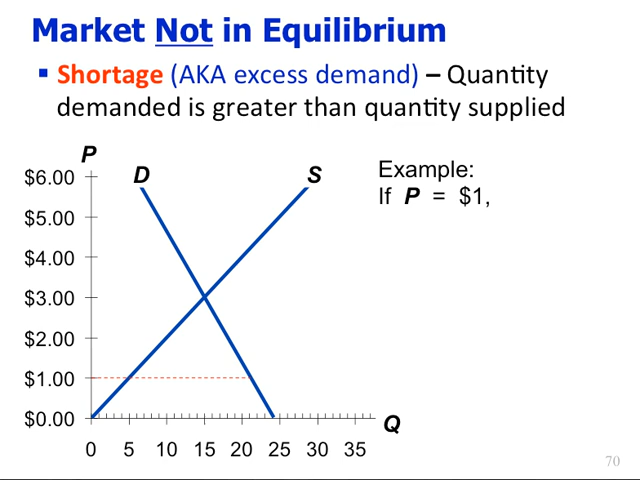 Market Not in Equilibrium
▪ Shortage (AKA excess demand) – Quantity
demanded is greater than quantity supplied
P
D
S
Example:
If P = $1,
$6.00
$5.00
$4.00
$3.00
$2.00
$1.00
$0.00
Q
0 5 10 15 20 25 30 35
70